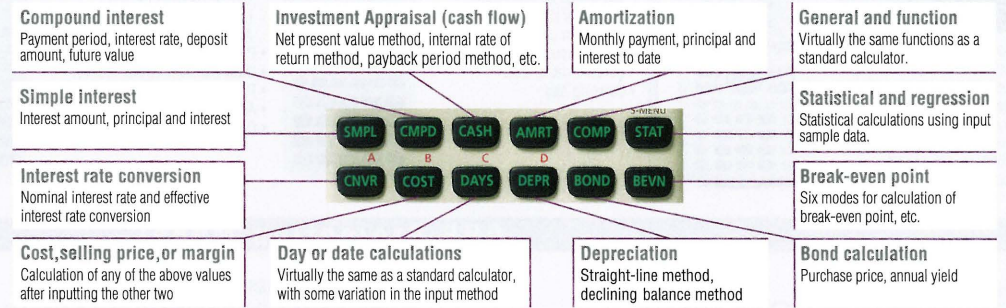 Compound interest
Payment period, interest rate, deposit
amount, future value
Investment Appraisal (cash flow)
Net present value method, internal rate of
return method, payback period method, etc.
Amortization
Monthly payment, principal and
interest to date
General and function
Virtually the same functions as a
standard calculator.
Simple interest
Interest amount, principal and interest
Statistical and regression
Statistical calculations using input
sample data.
S-MENU
SMPL CMPD CASH AMRT COMP STAT
A B C D
CNVR COST DAYS DEPR BOND BEVN
Interest rate conversion
Nominal interest rate and effective
interest rate conversion
Break-even point
Six modes for calculation of
break-even point, etc.
Cost,selling price,or margin
Calculation of any of the above values
after inputting the other two
Day or date calculations
Virtually the same as a standard calculator,
with some variation in the input method
Depreciation
Straight-line method,
declining balance method
Bond calculation
Purchase price, annual yield